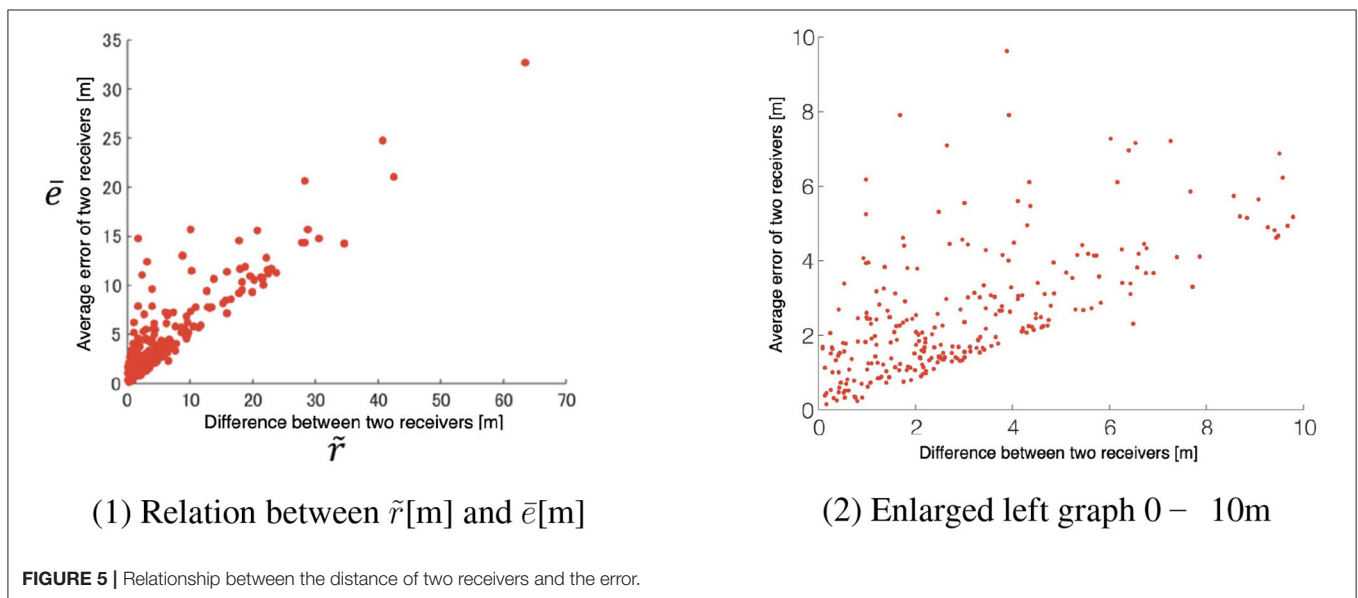 35
30
25
20
15
10
5
0
Average error of two receivers [m]
ē
0 10 20 30 40 50 60 70
Difference between two receivers [m]
r̃
(1) Relation between r̃[m] and ē[m]
10
8
6
4
2
0
Average error of two receivers [m]
0 2 4 6 8 10
Difference between two receivers [m]
(2) Enlarged left graph 0 – 10m
FIGURE 5 | Relationship between the distance of two receivers and the error.